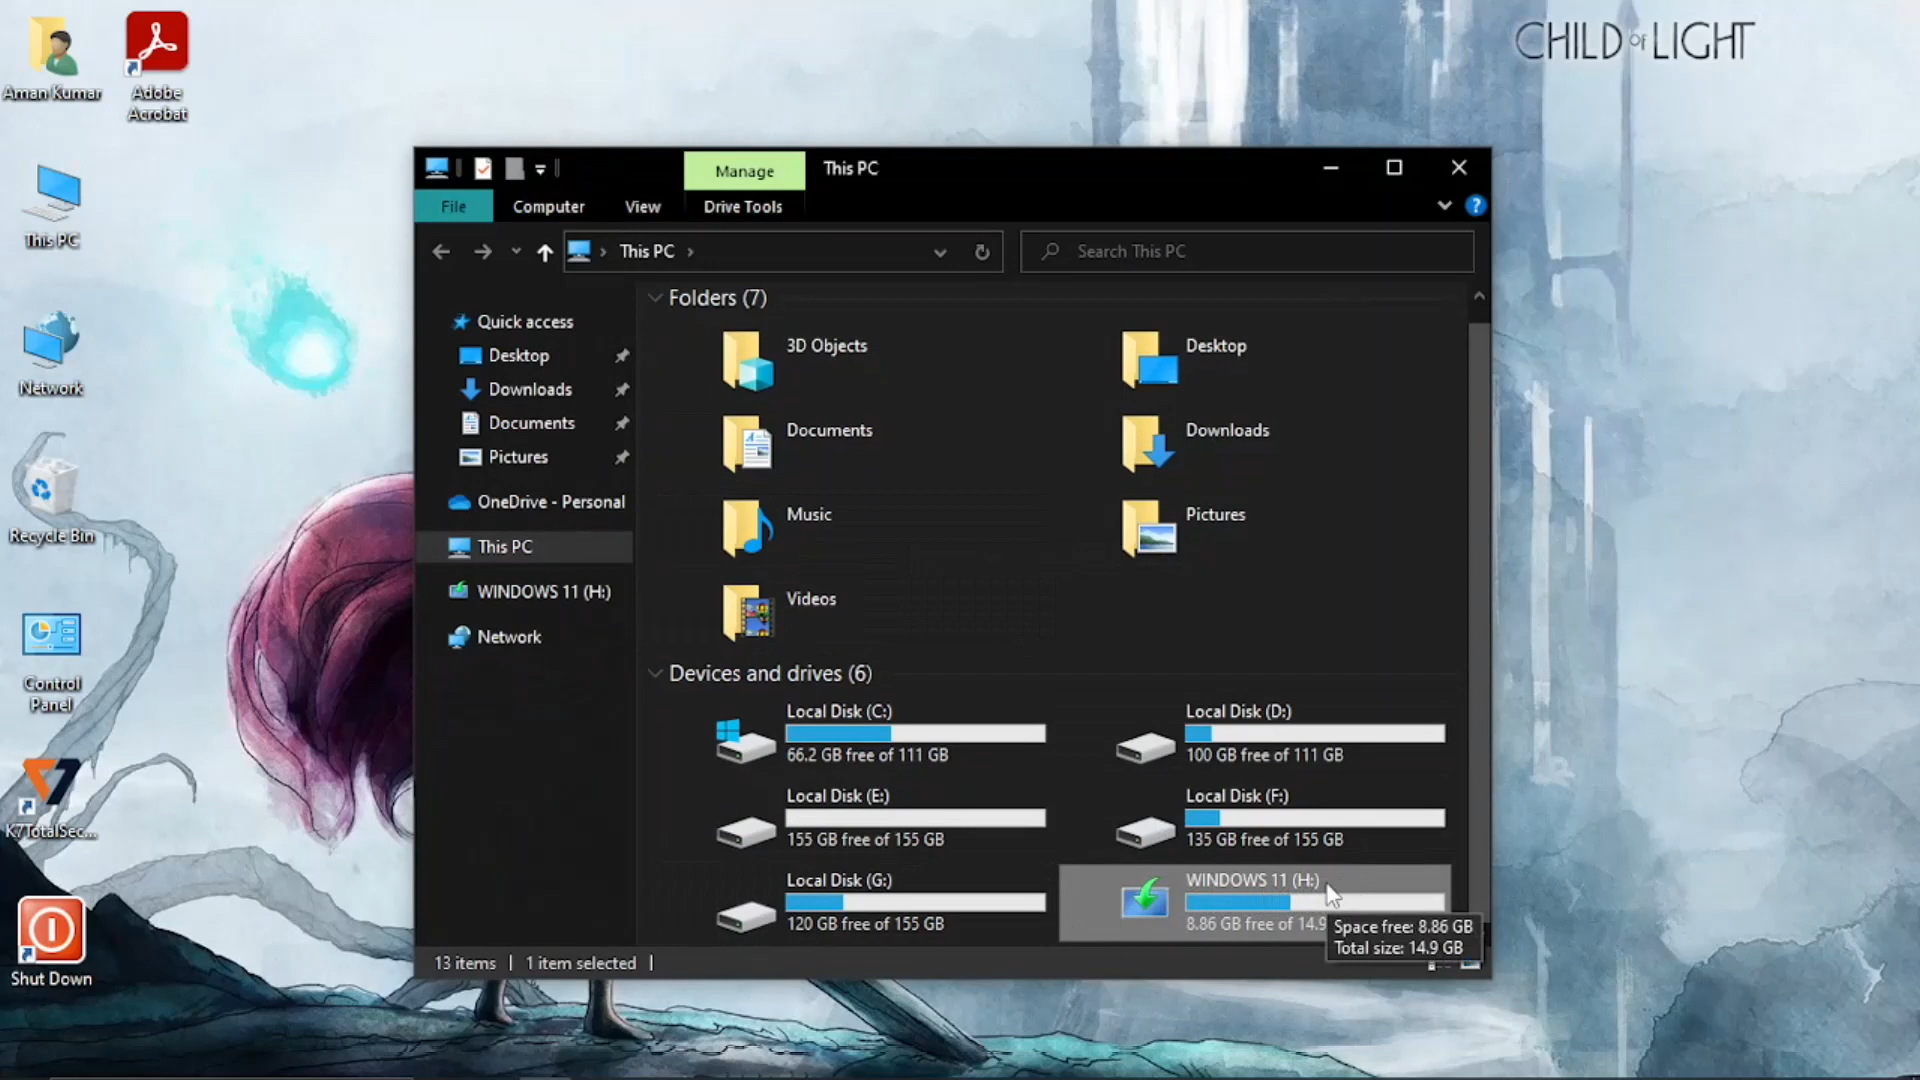 CHILD of LIGHT
Aman Kumar
Adobe
Acrobat
This PC
Network
Recycle Bin
Control
Panel
K7TotalSec...
Shut Down
Manage
This PC
File
Computer
View
Drive Tools
This PC
Search This PC
Quick access
Desktop
Downloads
Documents
Pictures
OneDrive - Personal
This PC
WINDOWS 11 (H:)
Network
Folders (7)
3D Objects
Desktop
Documents
Downloads
Music
Pictures
Videos
Devices and drives (6)
Local Disk (C:)
66.2 GB free of 111 GB
Local Disk (D:)
100 GB free of 111 GB
Local Disk (E:)
155 GB free of 155 GB
Local Disk (F:)
135 GB free of 155 GB
Local Disk (G:)
120 GB free of 155 GB
WINDOWS 11 (H:)
8.86 GB free of 14.9
Space free: 8.86 GB
Total size: 14.9 GB
13 items
1 item selected